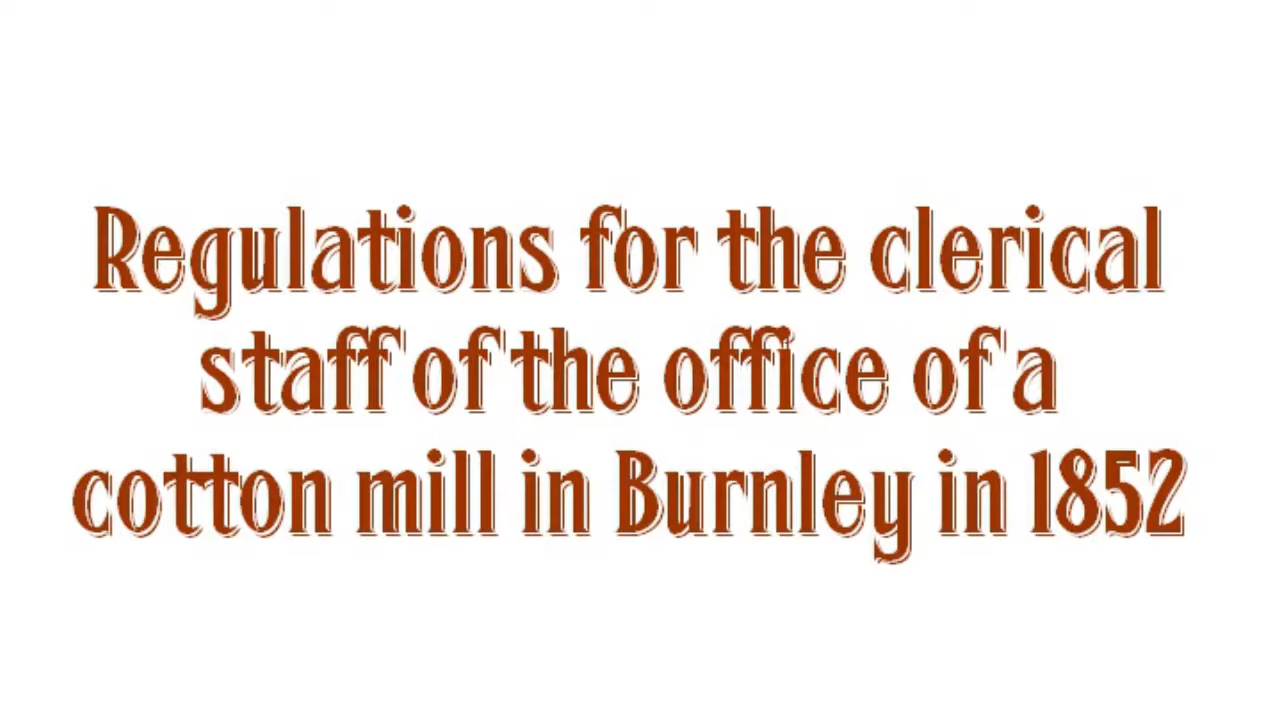 Regulations for the clerical
staff of the office of a
cotton mill in Burnley in 1852